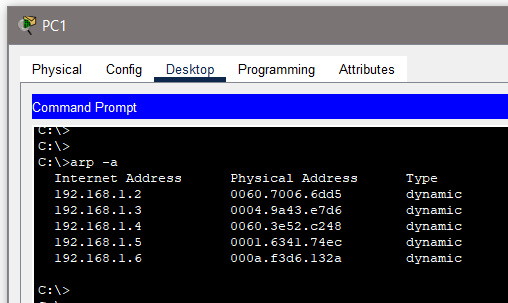 PC1
Physical Config Desktop Programming Attributes
Command Prompt
C:\>
C:\>
C:\>arp -a
Internet Address Physical Address Type
192.168.1.2 0060.7006.6dd5 dynamic
192.168.1.3 0004.9a43.e7d6 dynamic
192.168.1.4 0060.3e52.c248 dynamic
192.168.1.5 0001.6341.74ec dynamic
192.168.1.6 000a.f3d6.132a dynamic
C:\>